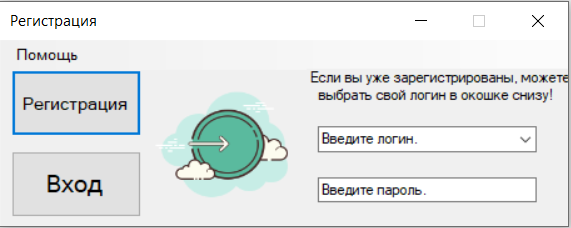 Регистрация
Помощь
Регистрация
Вход
Если вы уже зарегистрированы, можете
выбрать свой логин в окошке снизу!
Введите логин.
Введите пароль.